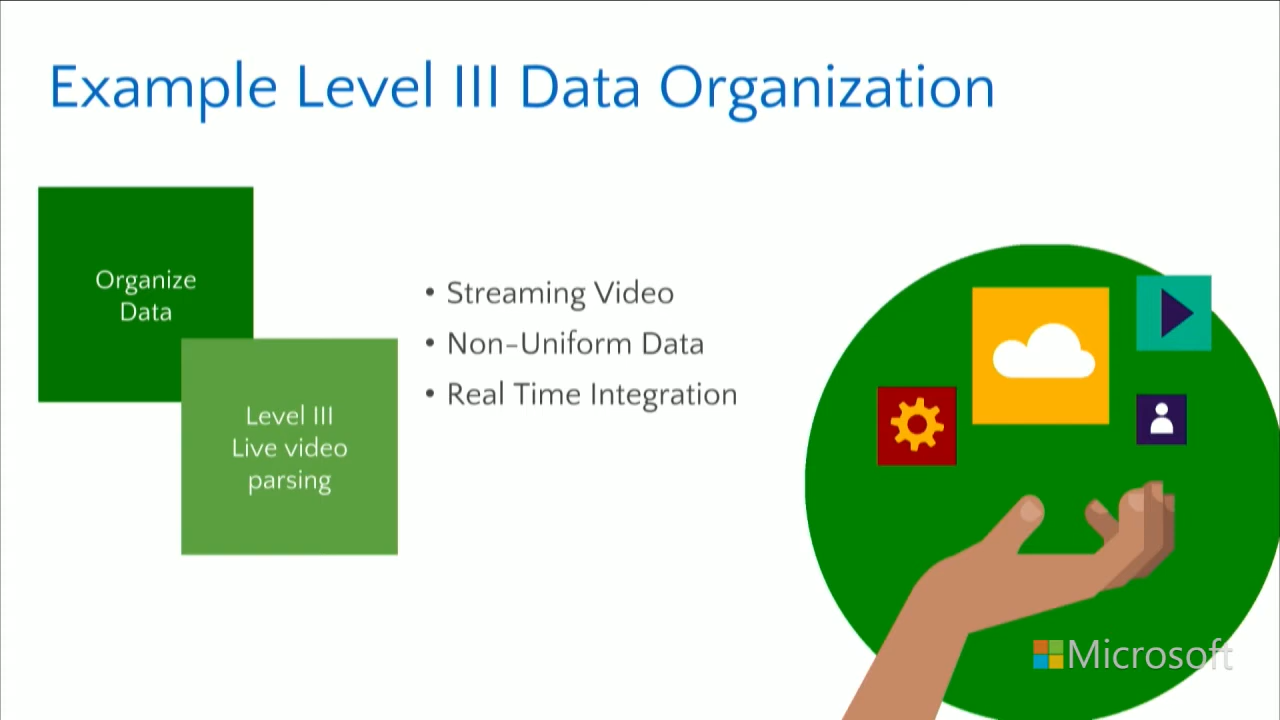 Example Level III Data Organization
Organize
Data
Level III
Live video
parsing
• Streaming Video
• Non-Uniform Data
• Real Time Integration
Microsoft